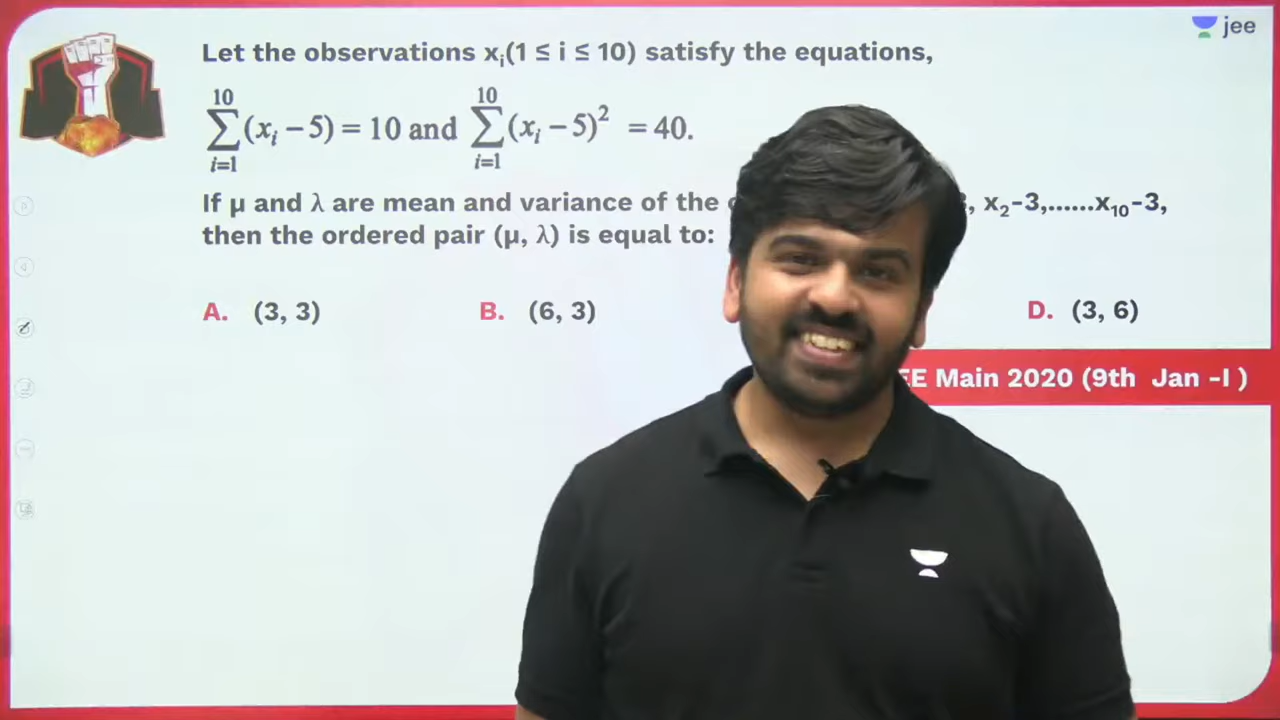 jee
Let the observations xᵢ(1 ≤ i ≤ 10) satisfy the equations,
10 10
∑(xᵢ – 5) = 10 and ∑(xᵢ – 5)² = 40.
i=1 i=1
If μ and λ are mean and variance of the , x₂-3,......x₁₀-3,
then the ordered pair (μ, λ) is equal to:
A. (3, 3) B. (6, 3) D. (3, 6)
Main 2020 (9th Jan -I )